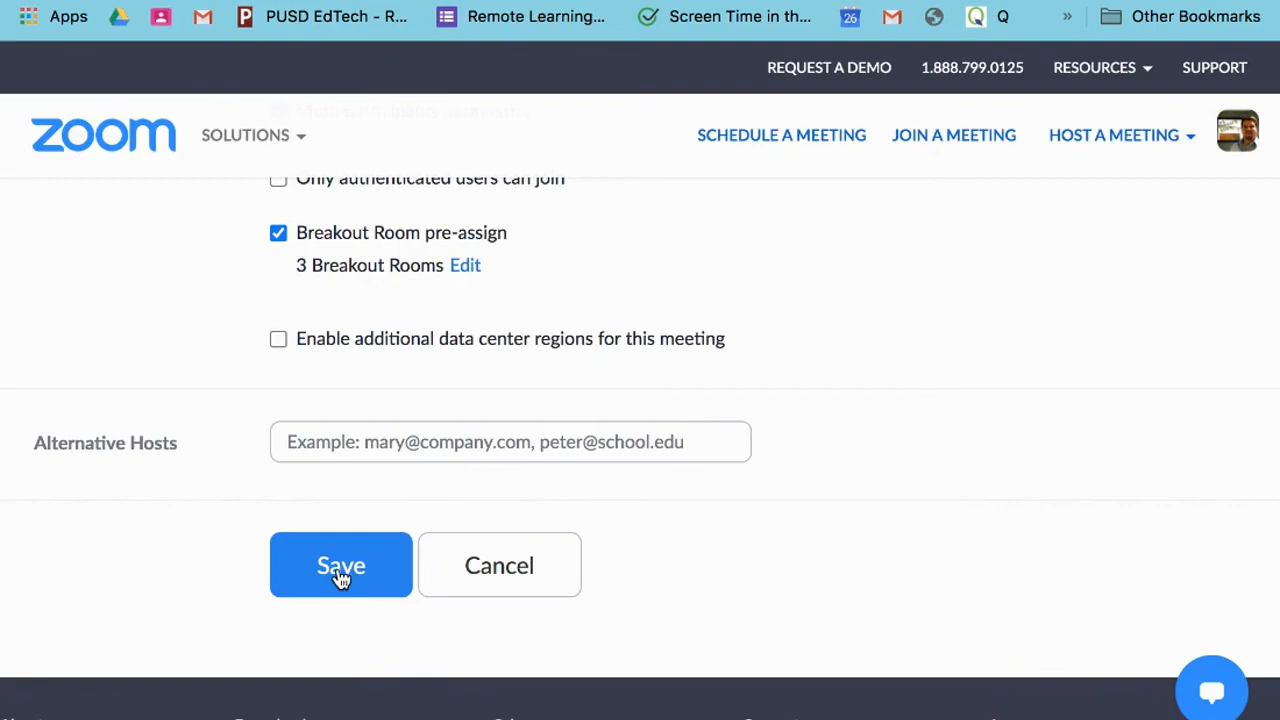 Apps PUSD EdTech - R... Remote Learning... Screen Time in th... 26 Q » Other Bookmarks
REQUEST A DEMO 1.888.799.0125 RESOURCES SUPPORT
zoom SOLUTIONS SCHEDULE A MEETING JOIN A MEETING HOST A MEETING
Only authenticated users can join
Breakout Room pre-assign
3 Breakout Rooms Edit
Enable additional data center regions for this meeting
Alternative Hosts Example: mary@company.com, peter@school.edu
Save Cancel